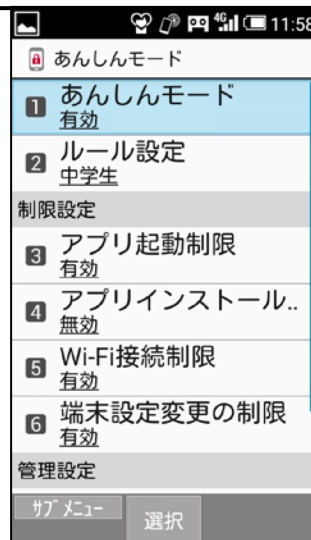 4G 11:58
あんしんモード
1 あんしんモード
有効
2 ルール設定
中学生
制限設定
3 アプリ起動制限
有効
4 アプリインストール..
無効
5 Wi-Fi接続制限
有効
6 端末設定変更の制限
有効
管理設定
ｻﾌﾞﾒﾆｭｰ 選択